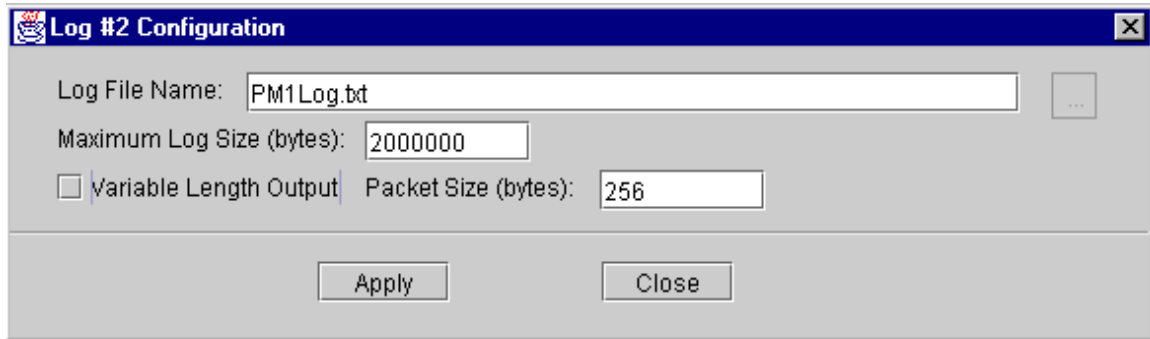 Log #2 Configuration
Log File Name: PM1Log.txt ...
Maximum Log Size (bytes): 2000000
Variable Length Output Packet Size (bytes): 256
Apply Close